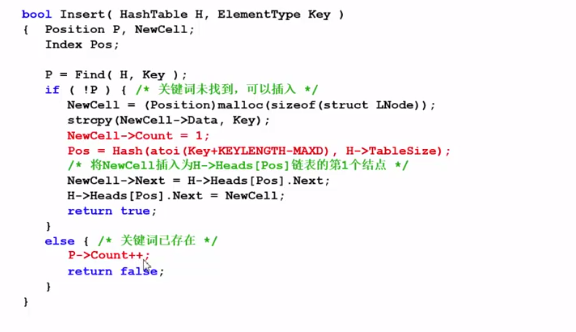 bool Insert( HashTable H, ElementType Key )
{ Position P, NewCell;
Index Pos;
P = Find( H, Key );
if ( !P ) { /* 关键词未找到，可以插入 */
NewCell = (Position)malloc(sizeof(struct LNode));
strcpy(NewCell->Data, Key);
NewCell->Count = 1;
Pos = Hash(atoi(Key+KEYLENGTH-MAXD), H->TableSize);
/* 将NewCell插入为H->Heads[Pos]链表的第1个结点 */
NewCell->Next = H->Heads[Pos].Next;
H->Heads[Pos].Next = NewCell;
return true;
}
else { /* 关键词已存在 */
P->Count++;
return false;
}
}